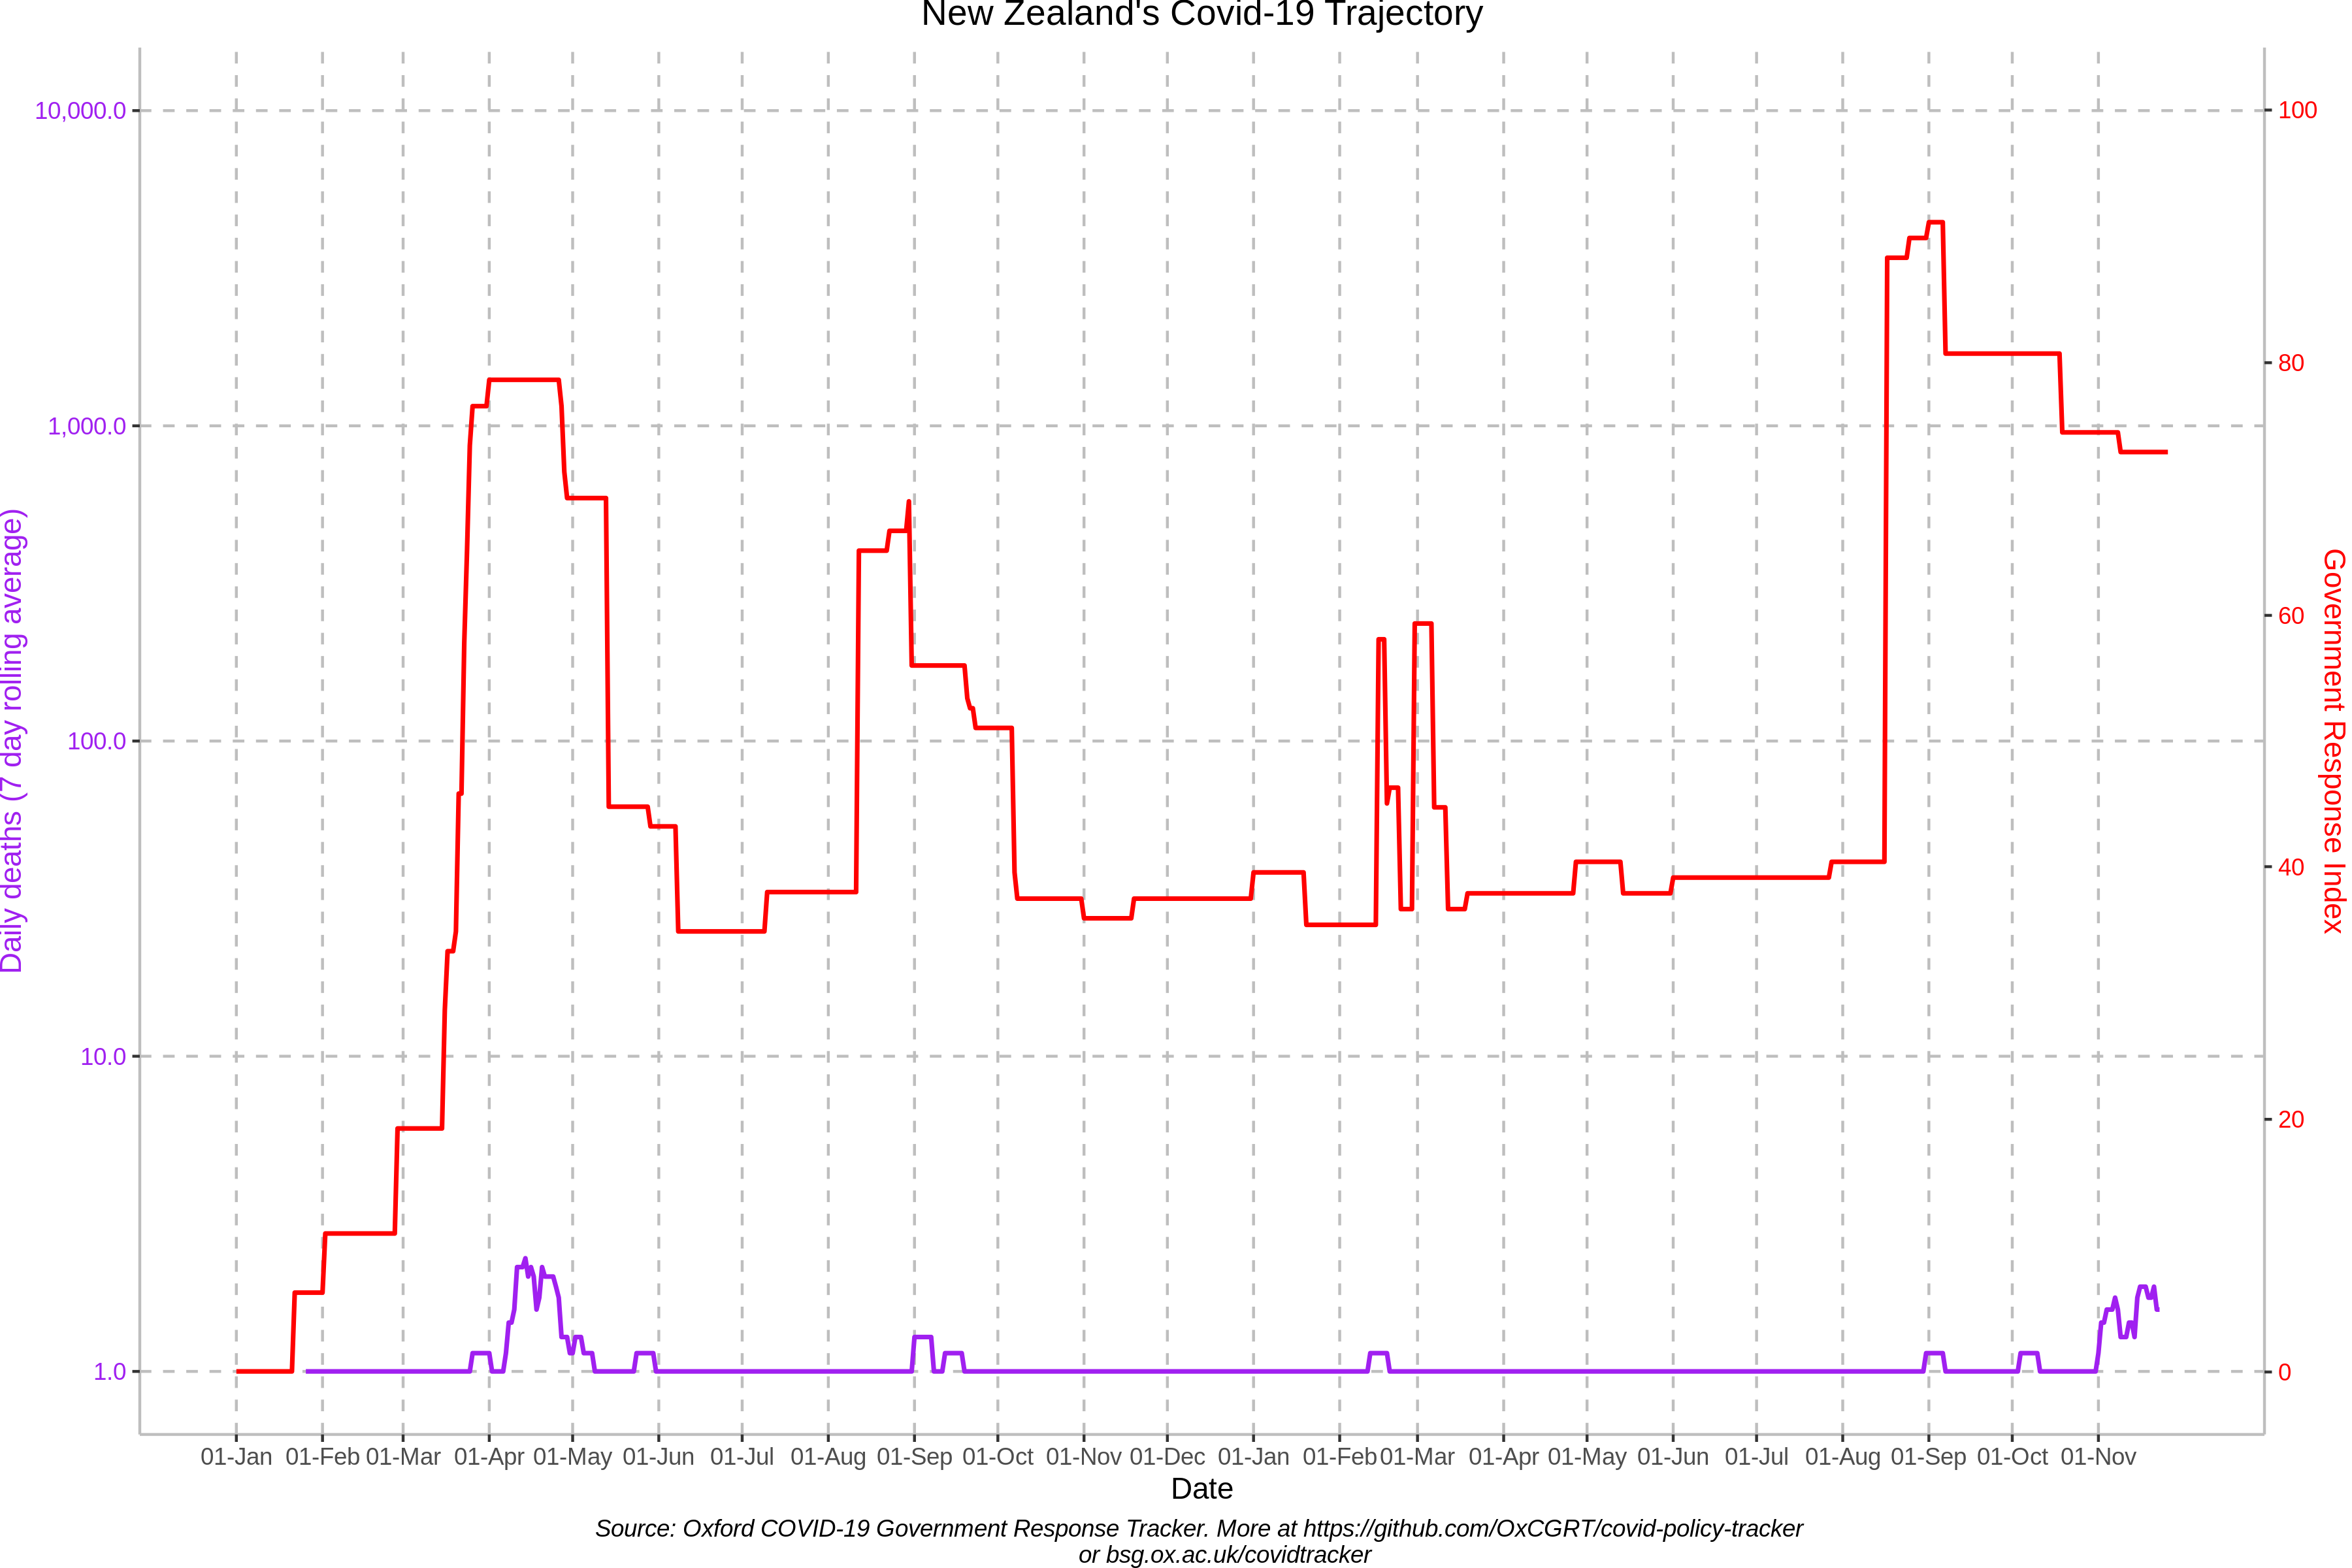 New Zealand's Covid-19 Trajectory
10,000.0
1,000.0
100.0
10.0
1.0
Daily deaths (7 day rolling average)
100
80
60
40
20
0
Government Response Index
01-Jan 01-Feb 01-Mar 01-Apr 01-May 01-Jun 01-Jul 01-Aug 01-Sep 01-Oct 01-Nov 01-Dec 01-Jan 01-Feb 01-Mar 01-Apr 01-May 01-Jun 01-Jul 01-Aug 01-Sep 01-Oct 01-Nov
Date
Source: Oxford COVID-19 Government Response Tracker. More at https://github.com/OxCGRT/covid-policy-tracker
or bsg.ox.ac.uk/covidtracker